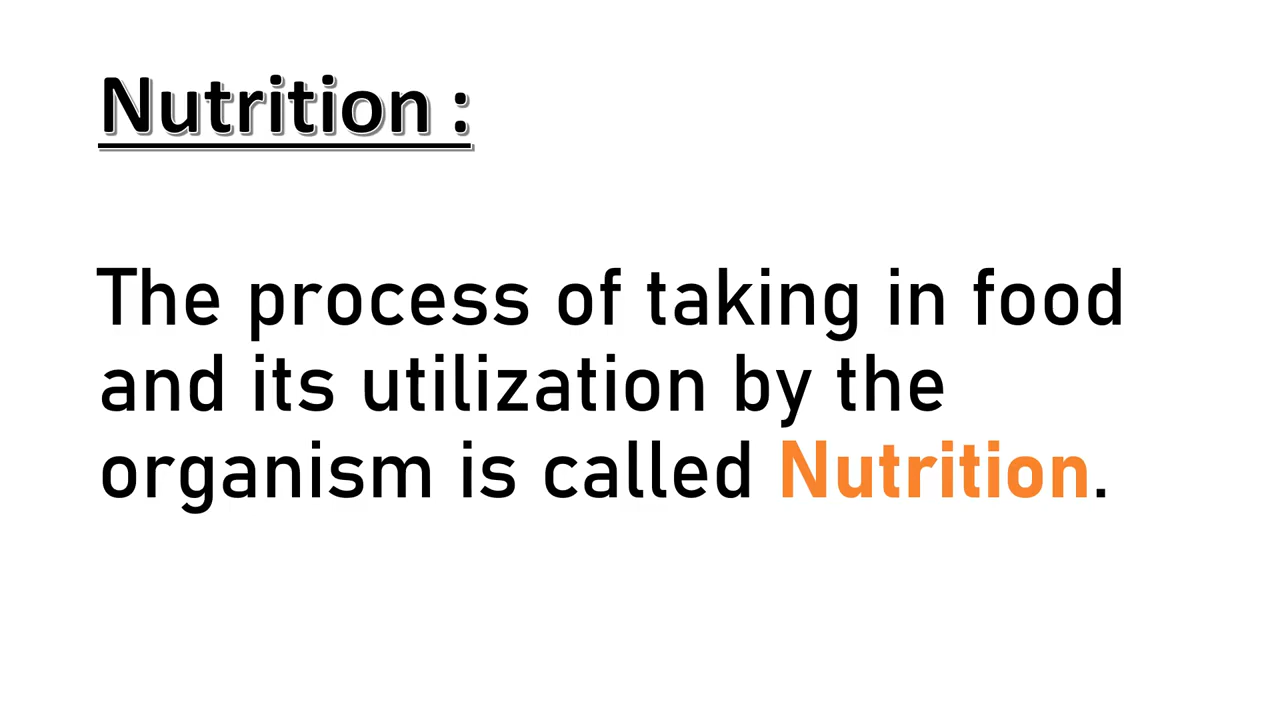 Nutrition :
The process of taking in food
and its utilization by the
organism is called Nutrition.